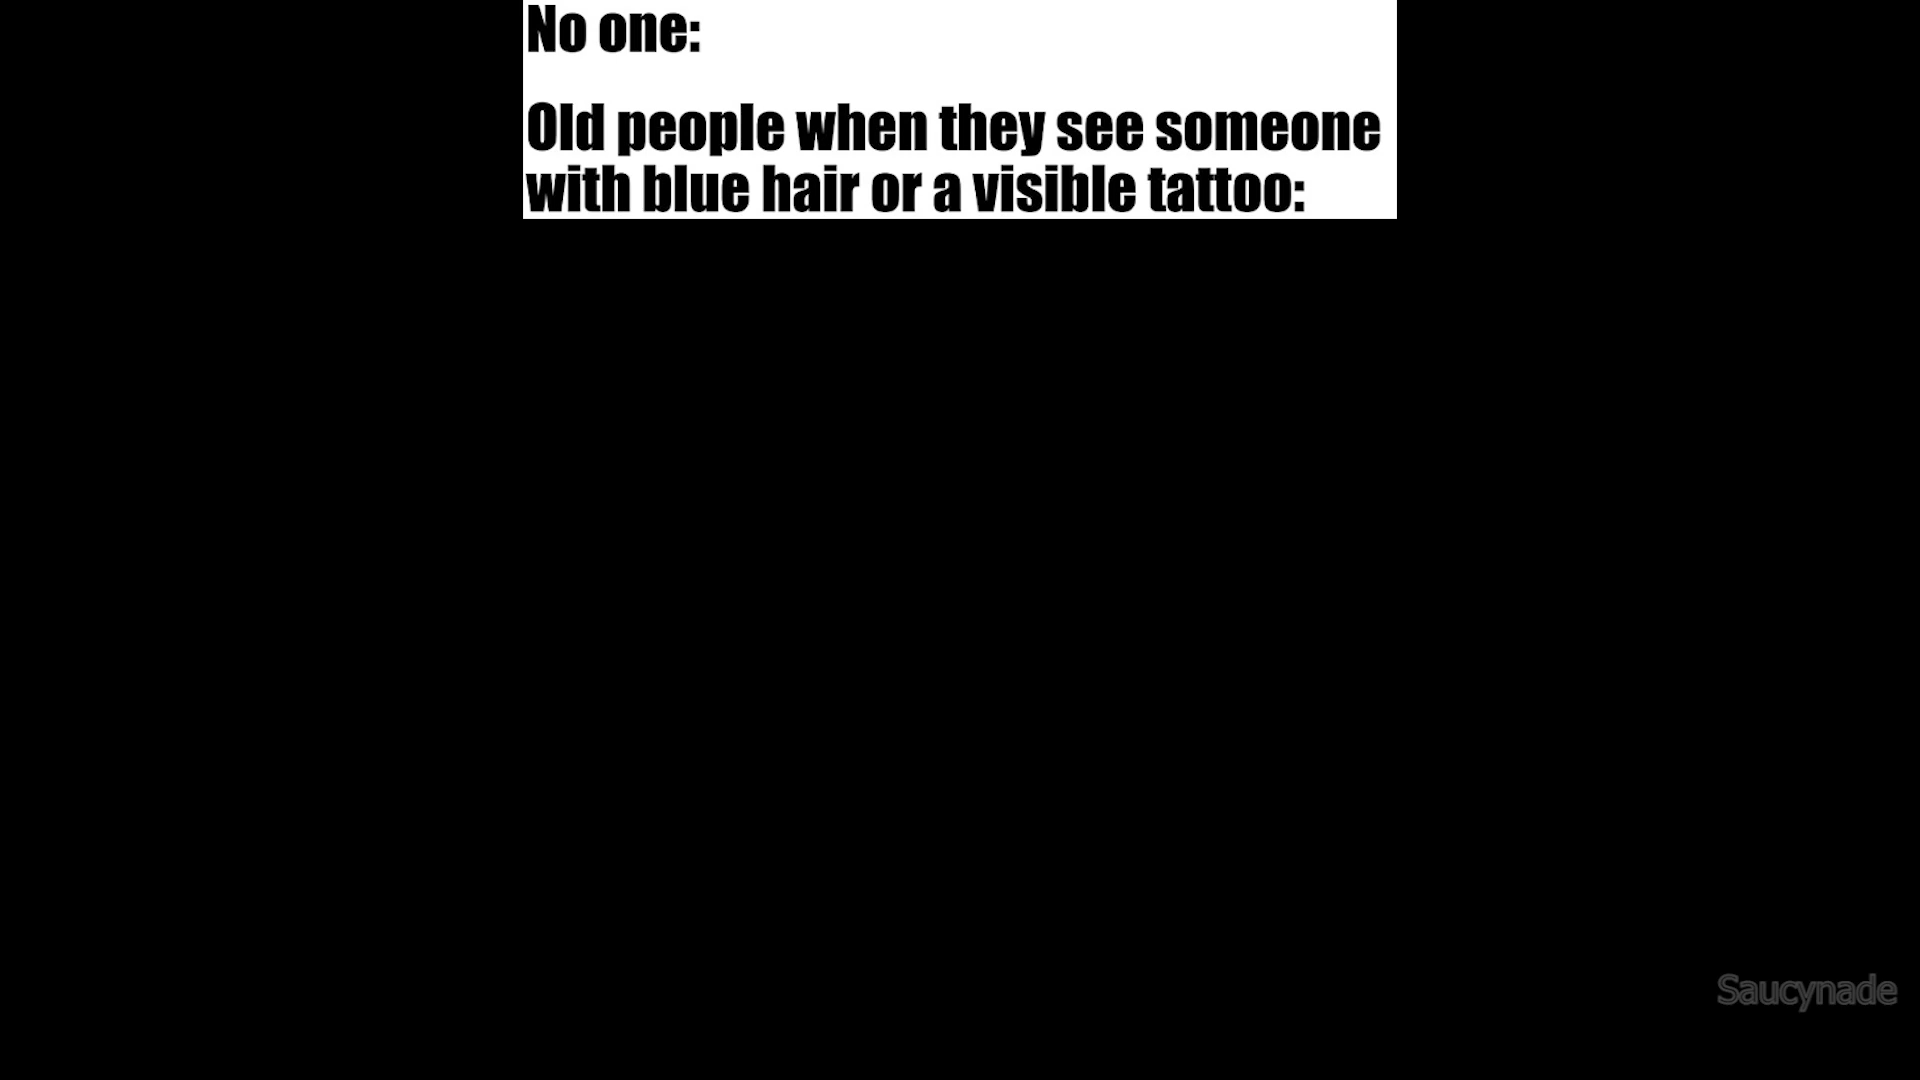 No one:
Old people when they see someone
with blue hair or a visible tattoo:
Saucynade